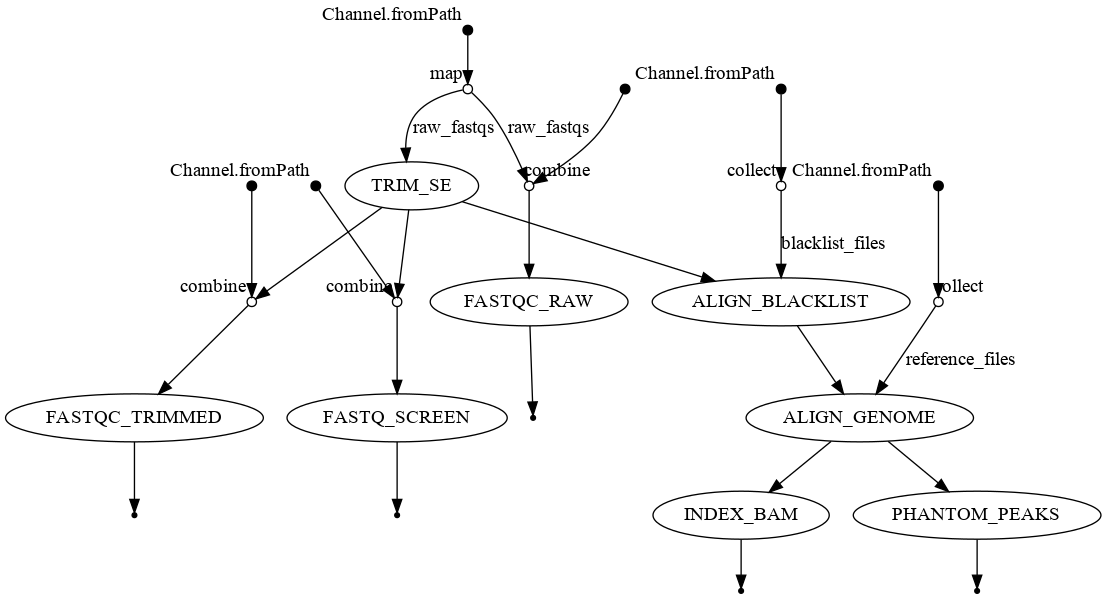 Channel.fromPath
map
Channel.fromPath
raw_fastqs
raw_fastqs
Channel.fromPath
combine
collect
Channel.fromPath
TRIM_SE
blacklist_files
combine
combine
FASTQC_RAW
ALIGN_BLACKLIST
collect
reference_files
FASTQC_TRIMMED
FASTQ_SCREEN
ALIGN_GENOME
INDEX_BAM
PHANTOM_PEAKS